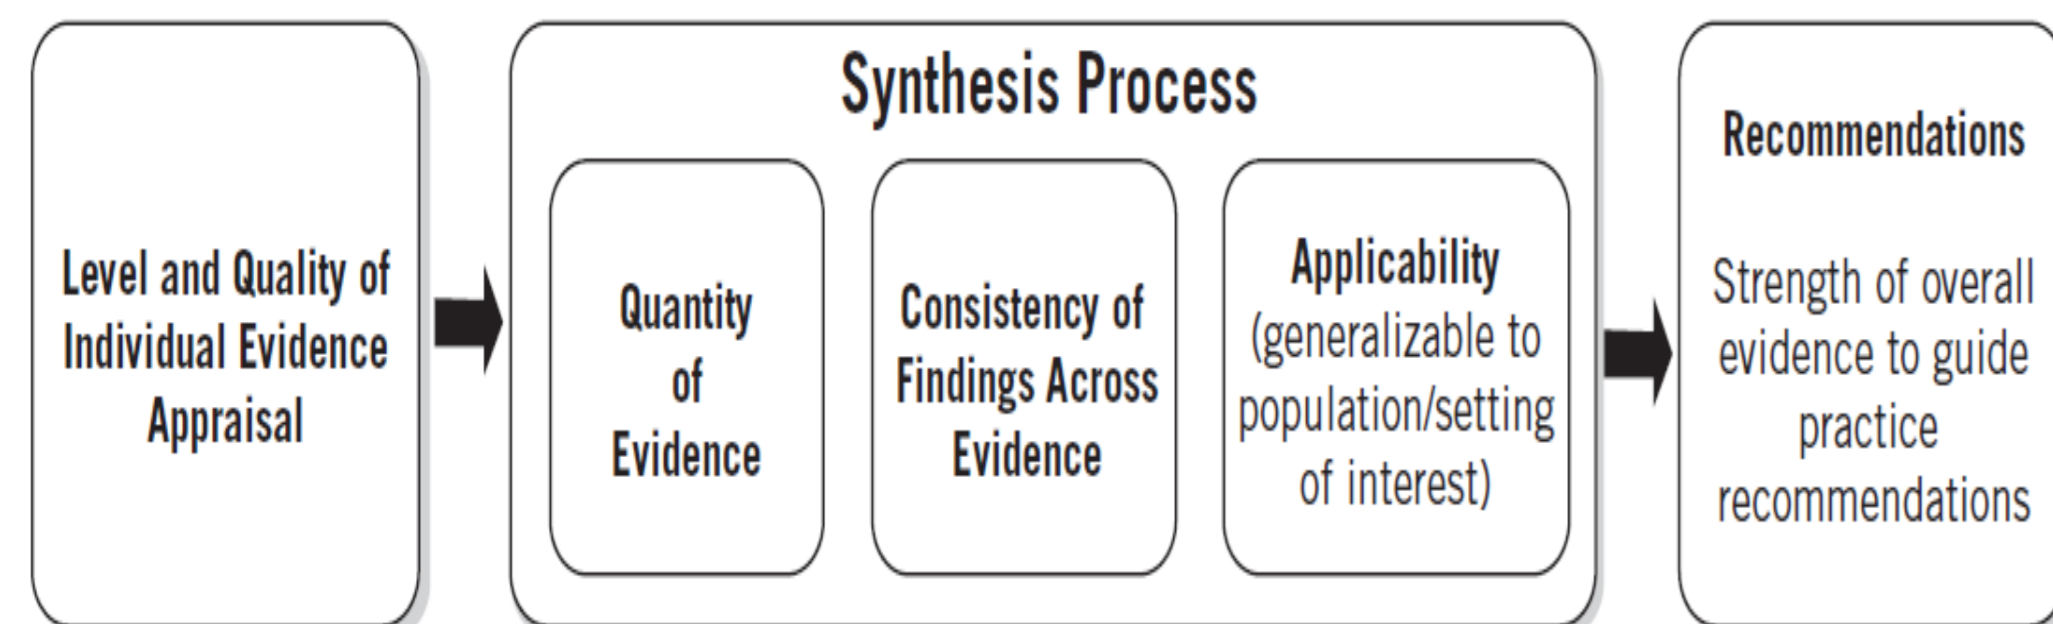 Level and Quality of
Individual Evidence
Appraisal
Synthesis Process
Quantity
of
Evidence
Consistency of
Findings Across
Evidence
Applicability
(generalizable to
population/setting
of interest)
Recommendations
Strength of overall
evidence to guide
practice
recommendations